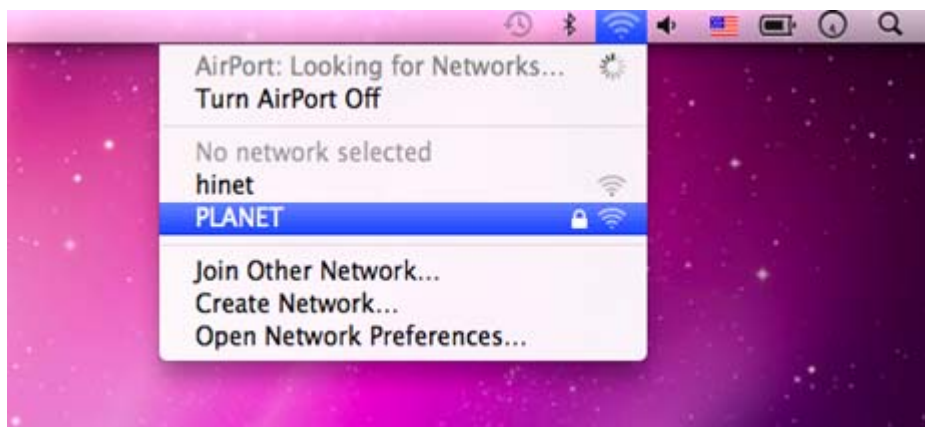 AirPort: Looking for Networks...
Turn AirPort Off
No network selected
hinet
PLANET
Join Other Network...
Create Network...
Open Network Preferences...